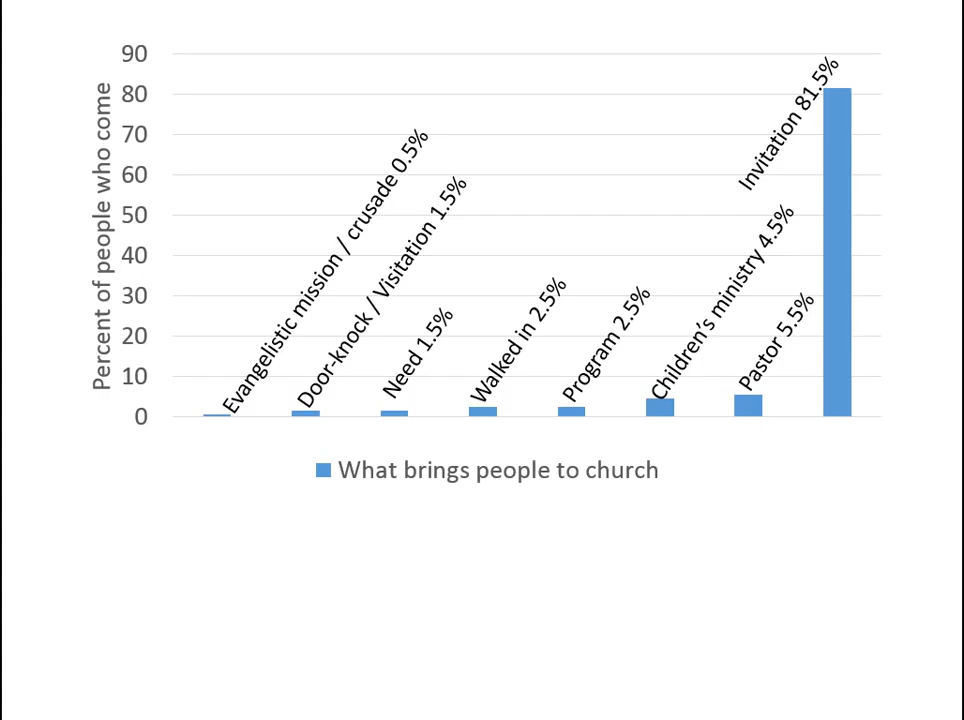 90
80
70
60
50
40
30
20
10
0
Percent of people who come
Evangelistic mission / crusade 0.5%
Door-knock / Visitation 1.5%
Need 1.5%
Walked in 2.5%
Program 2.5%
Children’s ministry 4.5%
Pastor 5.5%
Invitation 81.5%
What brings people to church